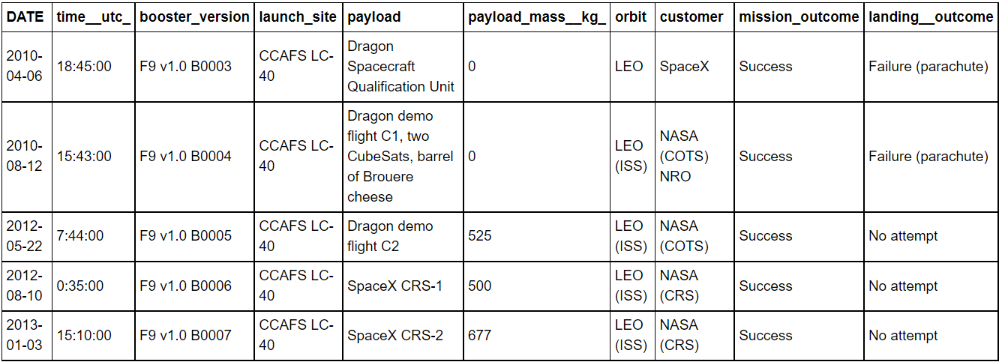 DATE time__utc_ booster_version launch_site payload payload_mass__kg_ orbit customer mission_outcome landing__outcome
2010-
04-06
18:45:00
F9 v1.0 B0003
CCAFS LC-
40
Dragon
Spacecraft
Qualification Unit
0
LEO
SpaceX
Success
Failure (parachute)
2010-
08-12
15:43:00
F9 v1.0 B0004
CCAFS LC-
40
Dragon demo
flight C1, two
CubeSats, barrel
of Brouere
cheese
0
LEO
(ISS)
NASA
(COTS)
NRO
Success
Failure (parachute)
2012-
05-22
7:44:00
F9 v1.0 B0005
CCAFS LC-
40
Dragon demo
flight C2
525
LEO
(ISS)
NASA
(COTS)
Success
No attempt
2012-
08-10
0:35:00
F9 v1.0 B0006
CCAFS LC-
40
SpaceX CRS-1
500
LEO
(ISS)
NASA
(CRS)
Success
No attempt
2013-
01-03
15:10:00
F9 v1.0 B0007
CCAFS LC-
40
SpaceX CRS-2
677
LEO
(ISS)
NASA
(CRS)
Success
No attempt